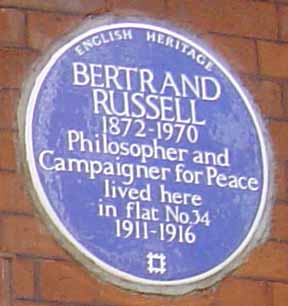 ENGLISH HERITAGE
BERTRAND
RUSSELL
1872-1970
Philosopher and
Campaigner for Peace
lived here
in flat No.34
1911-1916